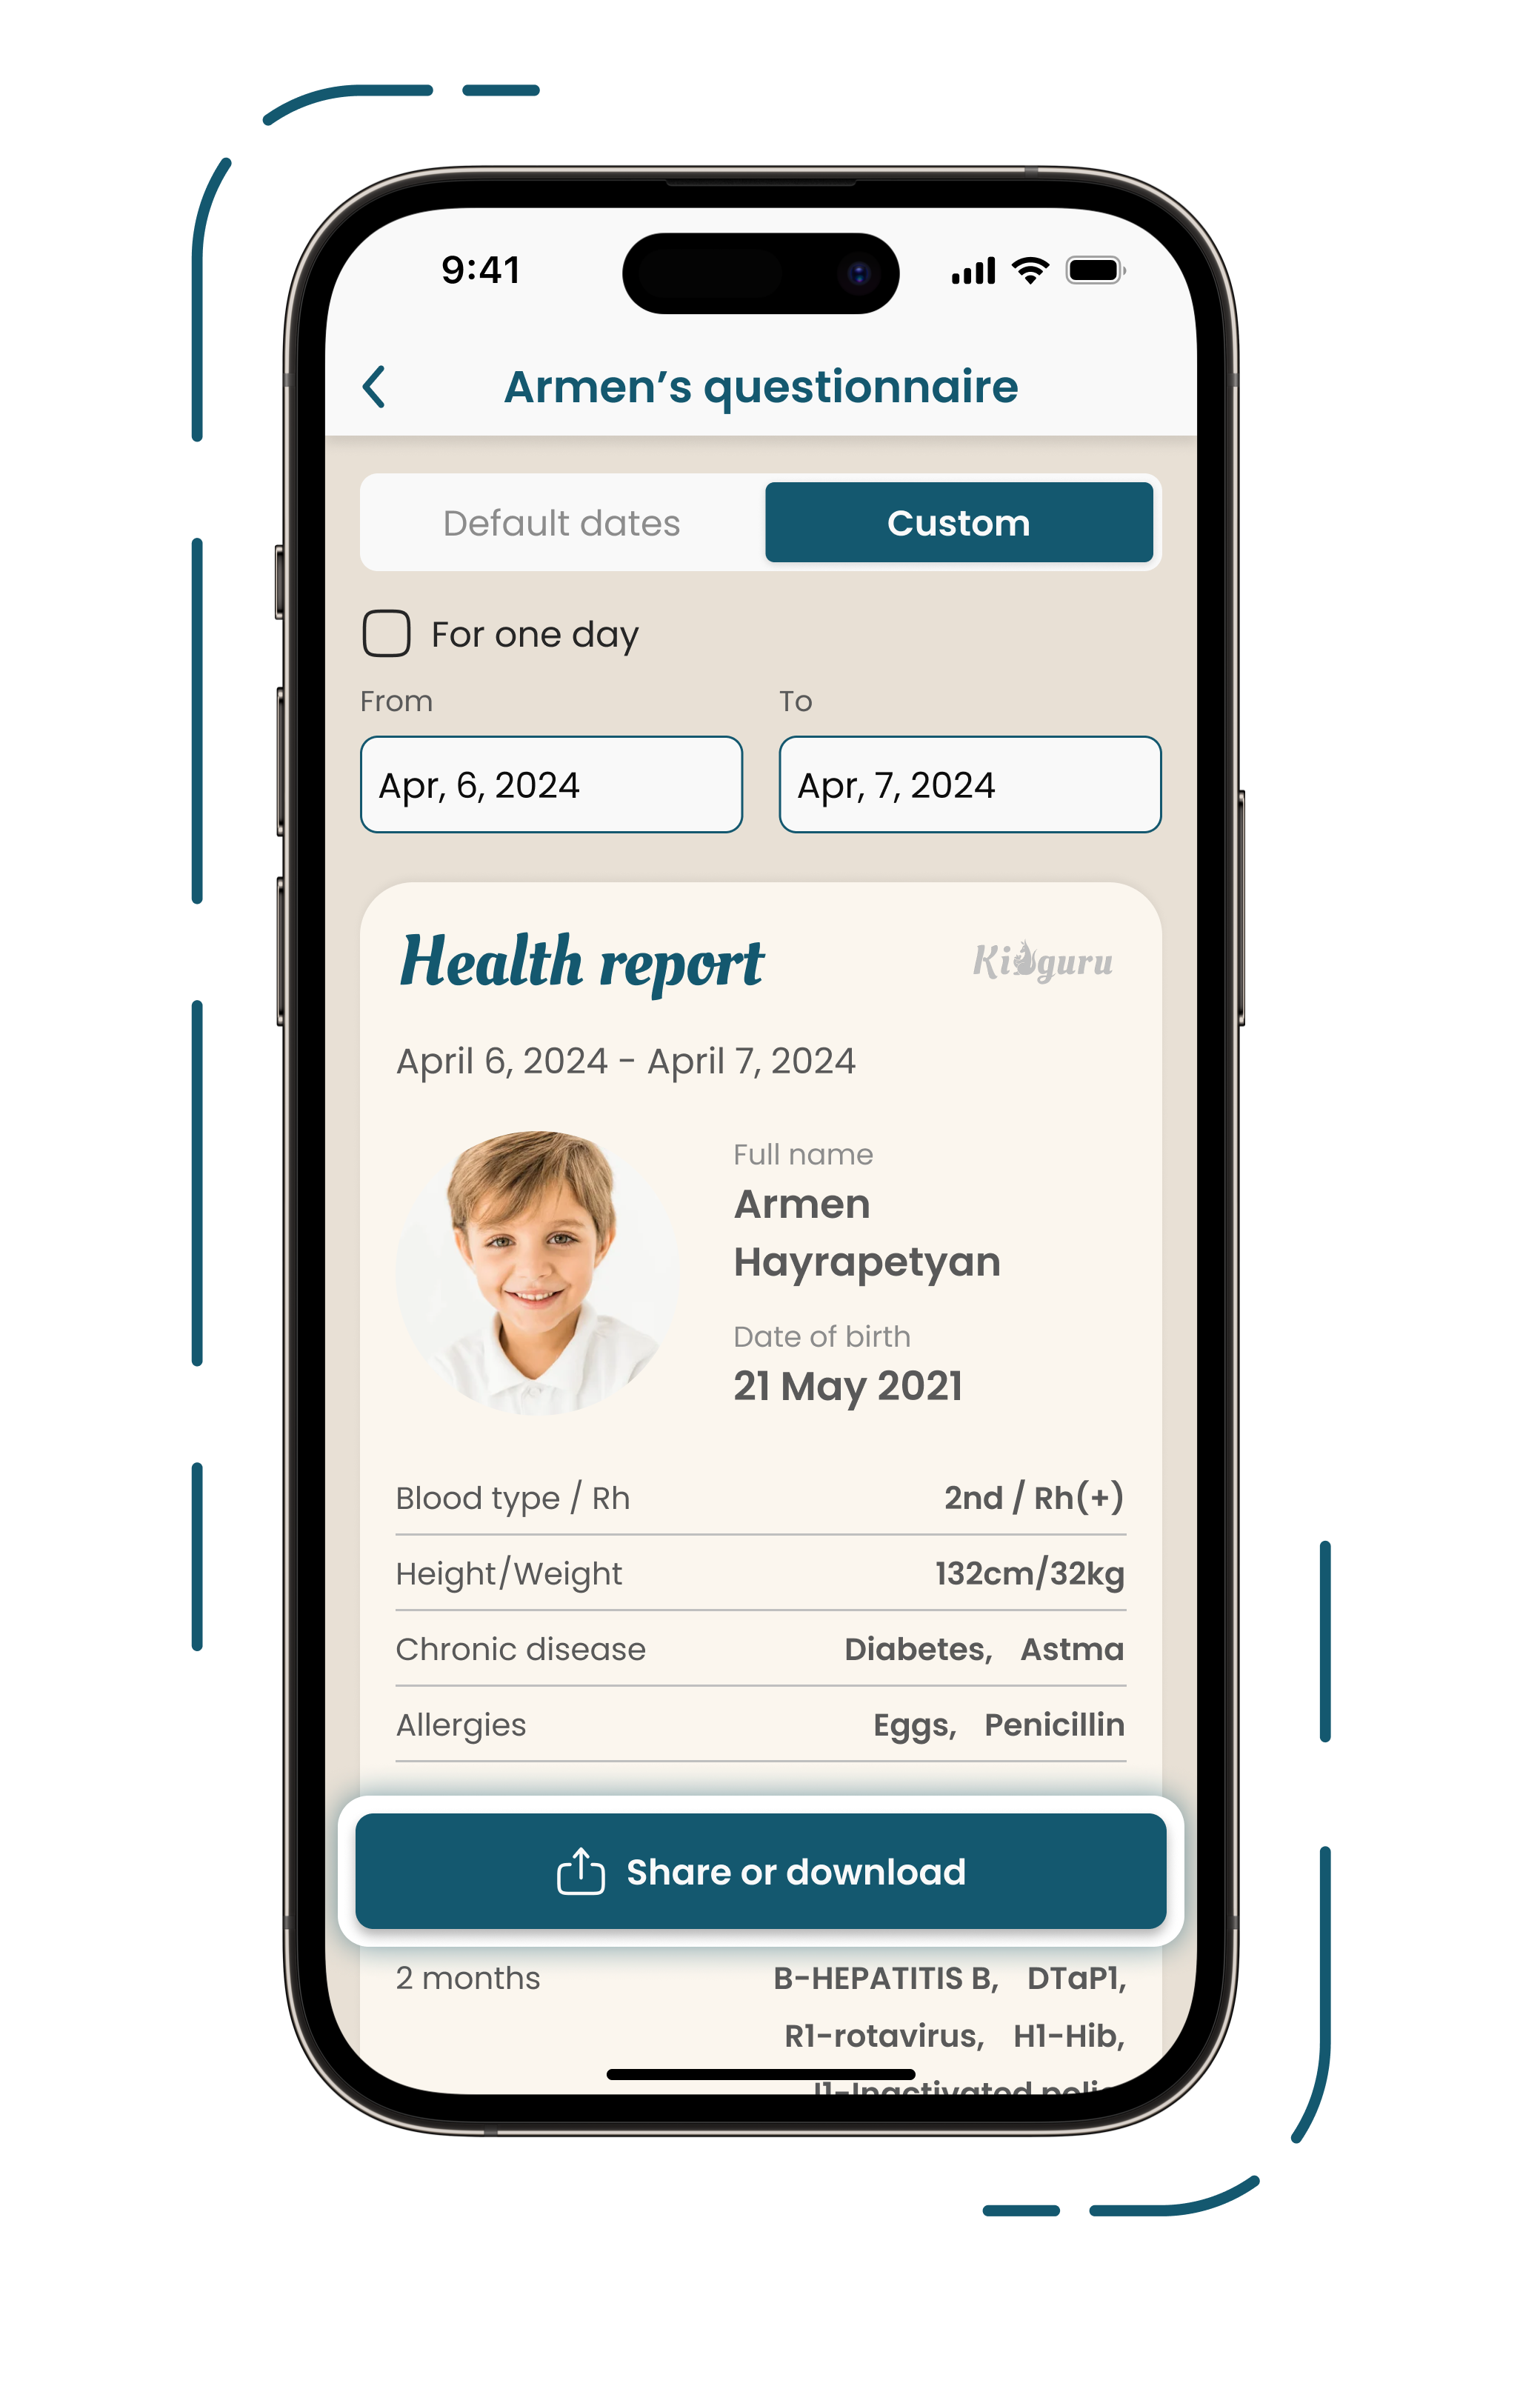 9:41
Armen’s questionnaire
Default dates
Custom
For one day
From
To
Apr, 6, 2024
Apr, 7, 2024
Health report
Kidguru
April 6, 2024 - April 7, 2024
Full name
Armen
Hayrapetyan
Date of birth
21 May 2021
Blood type / Rh
2nd / Rh(+)
Height/Weight
132cm/32kg
Chronic disease
Diabetes, Astma
Allergies
Eggs, Penicillin
Share or download
2 months
B-HEPATITIS B, DTaP1,
R1-rotavirus, H1-Hib,
I1-Inactivated